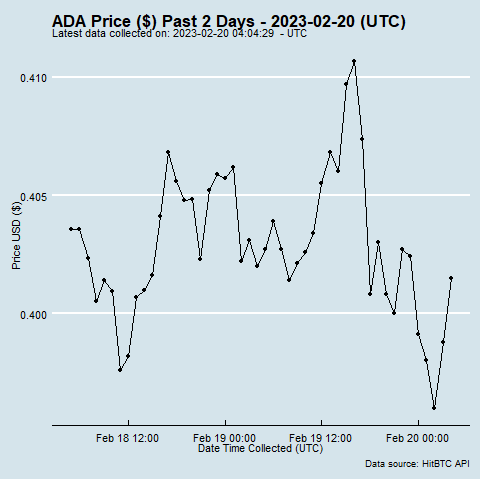 ADA Price ($) Past 2 Days - 2023-02-20 (UTC)
Latest data collected on: 2023-02-20 04:04:29  - UTC
0.410
0.405
0.400
Price USD ($)
Feb 18 12:00
Feb 19 00:00
Feb 19 12:00
Feb 20 00:00
Date Time Collected (UTC)
Data source: HitBTC API